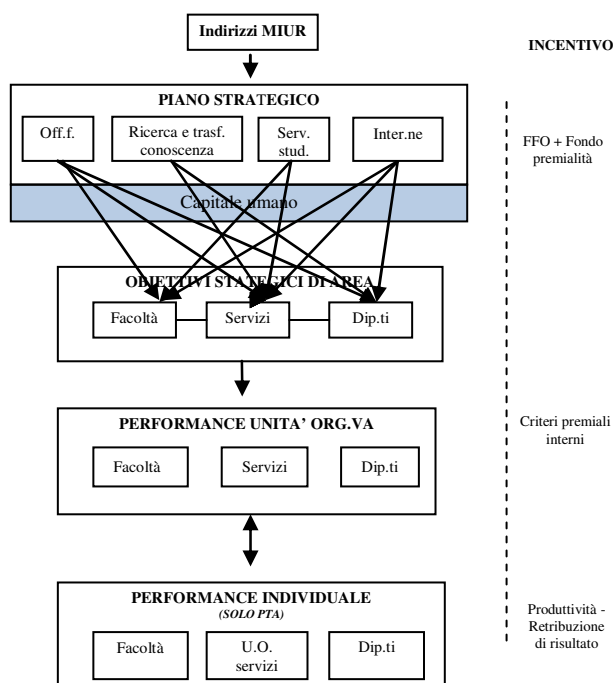 Indirizzi MIUR
INCENTIVO
PIANO STRATEGICO
Off.f.
Ricerca e trasf.
conoscenza
Serv.
stud.
Inter.ne
FFO + Fondo
premialità
Capitale umano
OBIETTIVI STATEGICI DI AREA
Facoltà
Servizi
Dip.ti
PERFORMANCE UNITA’ ORG.VA
Facoltà
Servizi
Dip.ti
Criteri premiali
interni
PERFORMANCE INDIVIDUALE
(SOLO PTA)
Facoltà
U.O.
servizi
Dip.ti
Produttività -
Retribuzione
di risultato